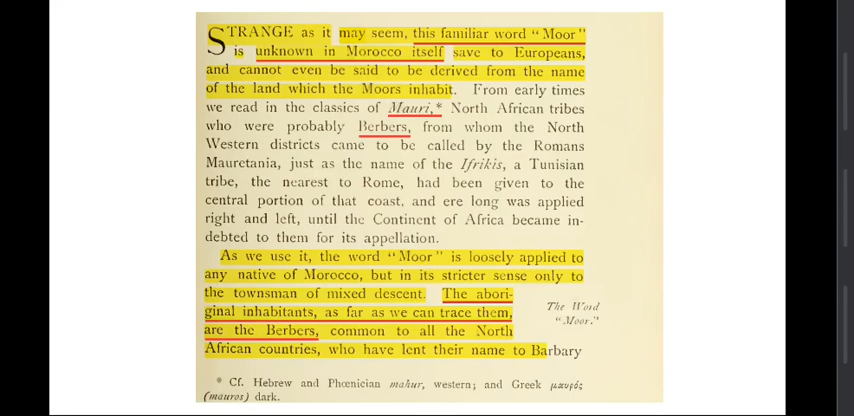 STRANGE as it may seem, this familiar word "Moor"
is unknown in Morocco itself save to Europeans,
and cannot even be said to be derived from the name
of the land which the Moors inhabit. From early times
we read in the classics of Mauri,* North African tribes
who were probably Berbers, from whom the North
Western districts came to be called by the Romans
Mauretania, just as the name of the Ifrikis, a Tunisian
tribe, the nearest to Rome, had been given to the
central portion of that coast, and ere long was applied
right and left, until the Continent of Africa became in-
debted to them for its appellation.
As we use it, the word "Moor" is loosely applied to
any native of Morocco, but in its stricter sense only to
the townsman of mixed descent. The abori-
ginal inhabitants, as far as we can trace them,
are the Berbers, common to all the North
African countries, who have lent their name to Barbary
The Word
"Moor."
* Cf. Hebrew and Phœnician mahur, western; and Greek μαυρός
(mauros) dark.